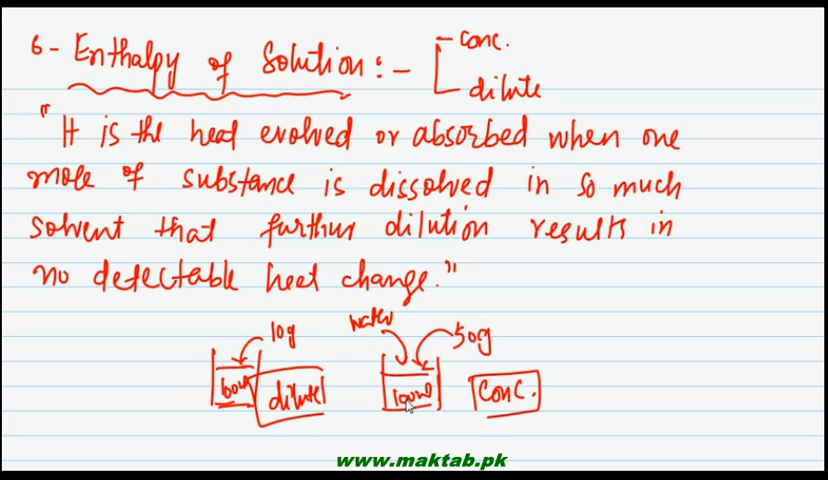 6 - Enthalpy of Solution :-
conc.
dilute
"It is the heat evolved or absorbed when one
mole of substance is dissolved in so much
solvent that further dilution results in
no detectable heat change."
10g
water
50g
dilute
conc.
www.maktab.pk